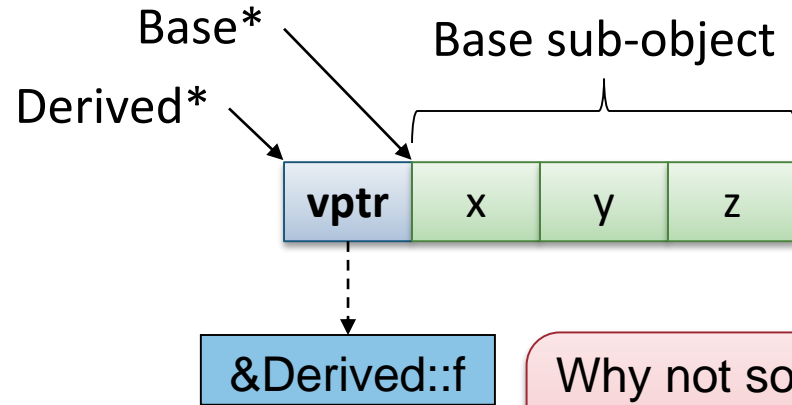 Base*
Base sub-object
Derived*
vptr x y z
&Derived::f
Why not so